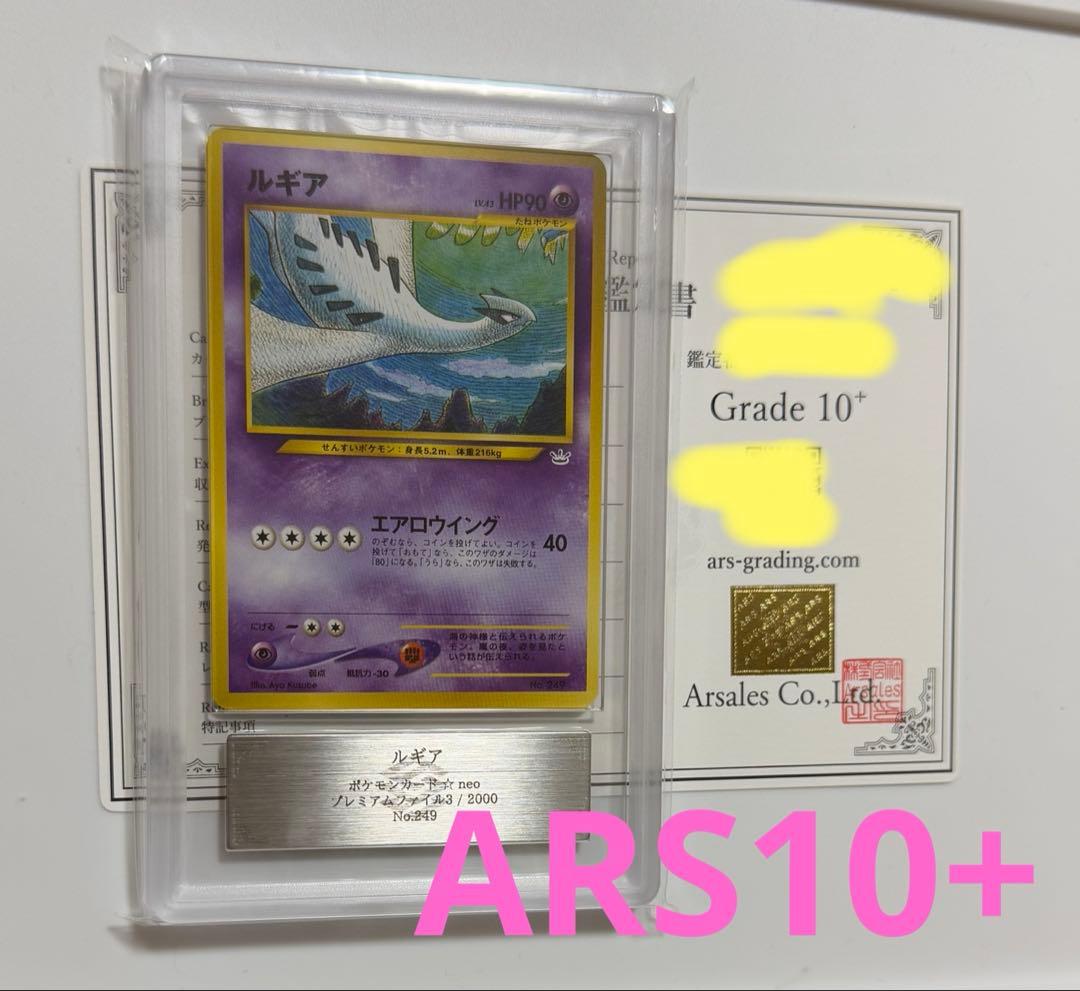 ルギア
LV.43 HP90
たねポケモン
せんすいポケモン:身長5.2m、体重216kg
エアロウイング
40
のぞむなら、コインを投げてよい。コインを
投げて「おもて」なら、このワザのダメージは
「80」になる。「うら」なら、このワザは失敗する。
にげる
弱点
抵抗力 -30
海の神様と伝えられるポケ
モン。嵐の夜、姿を見たと
いう話が伝えられる。
Illus. Ayo Kusube
No. 249
ルギア
ポケモンカード☆neo
プレミアムファイル3 / 2000
No.249
書
鑑定
Grade 10+
ars-grading.com
ARS
Arsales Co.,Ltd.
特記事項
ARS10+